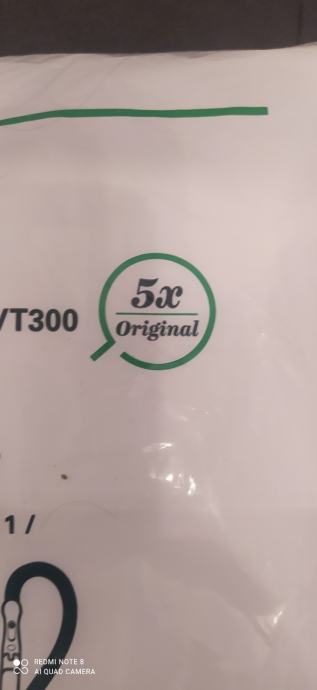 5x
/T300
Original
1 /
REDMI NOTE 8
AI QUAD CAMERA